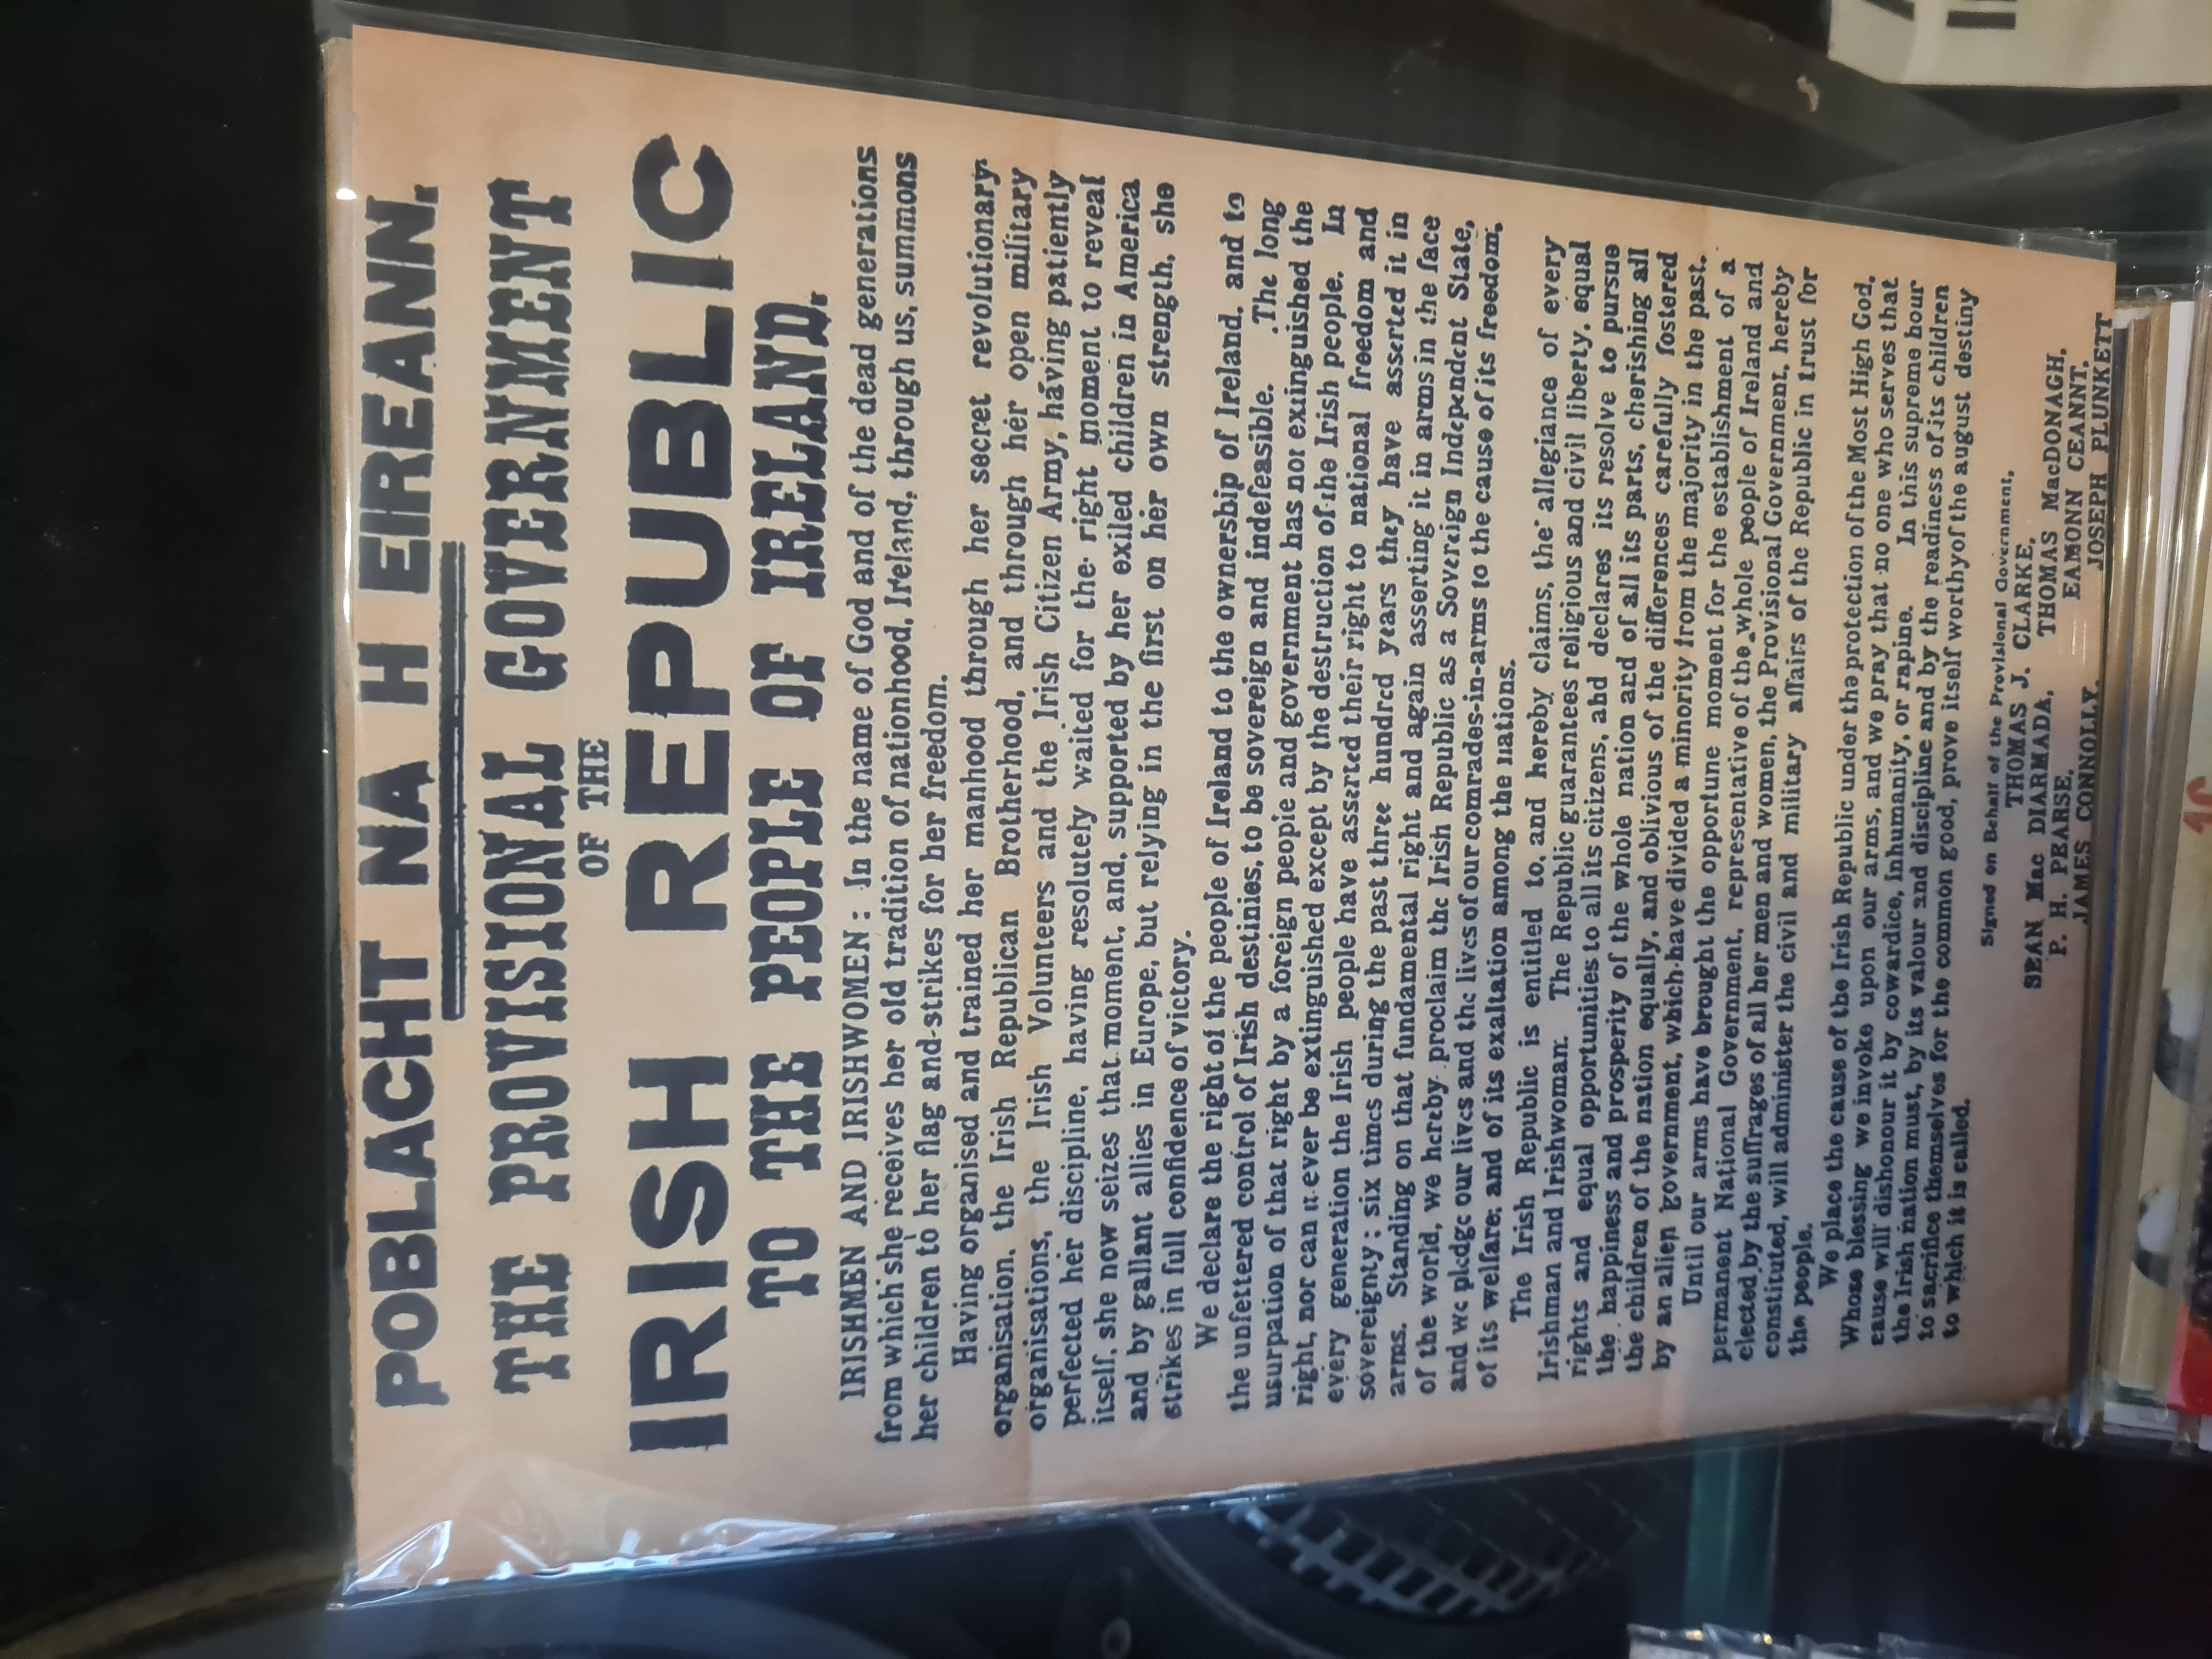 POBLACHT NA H EIREANN.
THE PROVISIONAL GOVERNMENT
OF THE
IRISH REPUBLIC
TO THE PEOPLE OF IRELAND.
IRISHMEN AND IRISHWOMEN: In the name of God and of the dead generations
from which she receives her old tradition of nationhood, Ireland, through us, summons
her children to her flag and strikes for her freedom.
Having organised and trained her manhood through her secret revolutionary
organisation, the Irish Republican Brotherhood, and through her open military
organisations, the Irish Volunteers and the Irish Citizen Army, having patiently
perfected her discipline, having resolutely waited for the right moment to reveal
itself, she now seizes that moment, and, supported by her exiled children in America
and by gallant allies in Europe, but relying in the first on her own strength, she
strikes in full confidence of victory.
We declare the right of the people of Ireland to the ownership of Ireland, and to
the unfettered control of Irish destinies, to be sovereign and indefeasible. The long
usurpation of that right by a foreign people and government has not extinguished the
right, nor can it ever be extinguished except by the destruction of the Irish people. In
every generation the Irish people have asserted their right to national freedom and
sovereignty; six times during the past three hundred years they have asserted it in
arms. Standing on that fundamental right and again asserting it in arms in the face
of the world, we hereby proclaim the Irish Republic as a Sovereign Independent State,
and we pledge our lives and the lives of our comrades-in-arms to the cause of its freedom,
of its welfare, and of its exaltation among the nations.
The Irish Republic is entitled to, and hereby claims, the allegiance of every
Irishman and Irishwoman. The Republic guarantees religious and civil liberty, equal
rights and equal opportunities to all its citizens, and declares its resolve to pursue
the happiness and prosperity of the whole nation and of all its parts, cherishing all
the children of the nation equally, and oblivious of the differences carefully fostered
by an alien government, which have divided a minority from the majority in the past.
Until our arms have brought the opportune moment for the establishment of a
permanent National Government, representative of the whole people of Ireland and
elected by the suffrages of all her men and women, the Provisional Government, hereby
constituted, will administer the civil and military affairs of the Republic in trust for
the people.
We place the cause of the Irish Republic under the protection of the Most High God,
Whose blessing we invoke upon our arms, and we pray that no one who serves that
cause will dishonour it by cowardice, inhumanity, or rapine. In this supreme hour
the Irish nation must, by its valour and discipline and by the readiness of its children
to sacrifice themselves for the common good, prove itself worthy of the august destiny
to which it is called.
Signed on Behalf of the Provisional Government,
THOMAS J. CLARKE,
SEAN Mac DIARMADA, THOMAS MacDONAGH,
P. H. PEARSE, EAMONN CEANNT,
JAMES CONNOLLY, JOSEPH PLUNKETT